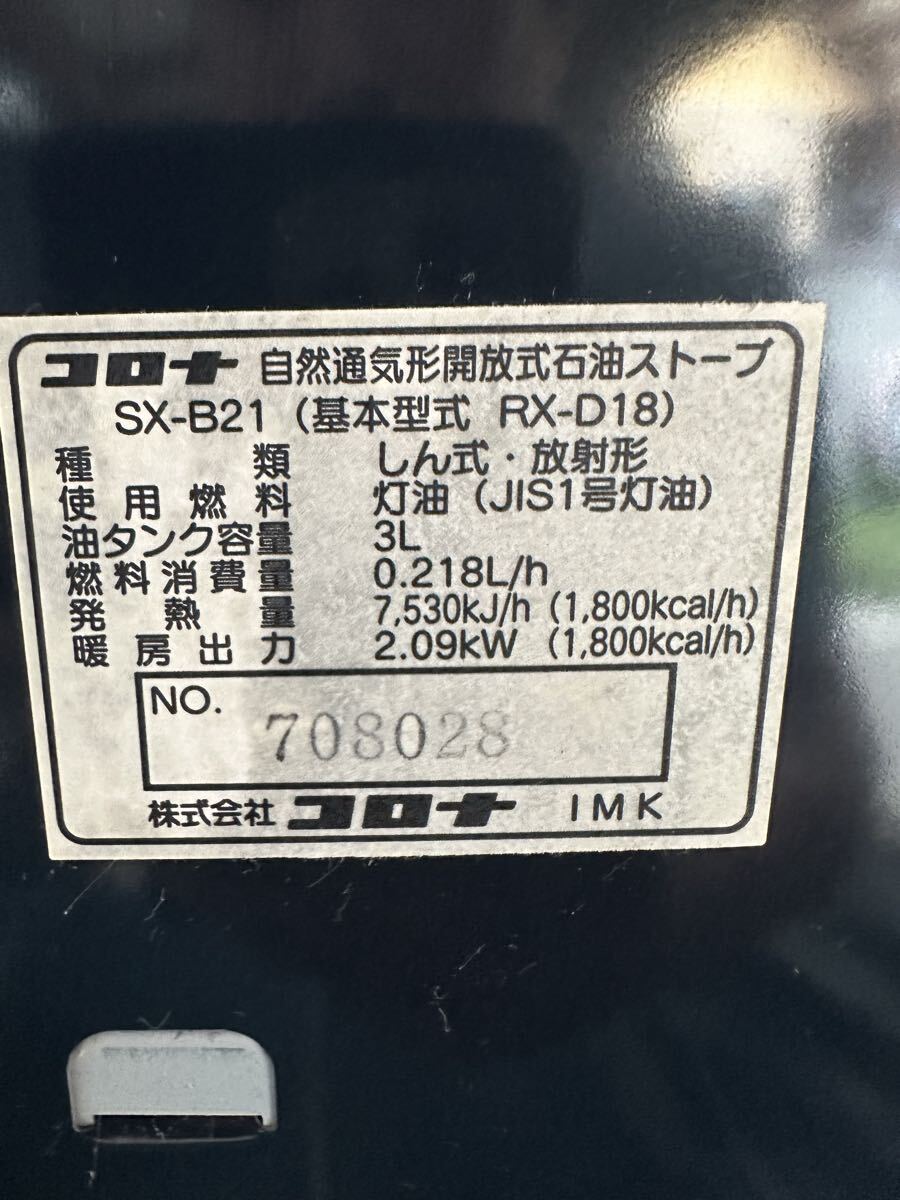 コロナ 自然通気形開放式石油ストーブ
SX-B21 (基本型式 RX-D18)
種類 しん式・放射形
使用燃料 灯油 (JIS1号灯油)
油タンク容量 3L
燃料消費量 0.218L/h
発熱量 7,530kJ/h (1,800kcal/h)
暖房出力 2.09kW (1,800kcal/h)
NO. 708028
株式会社 コロナ IMK